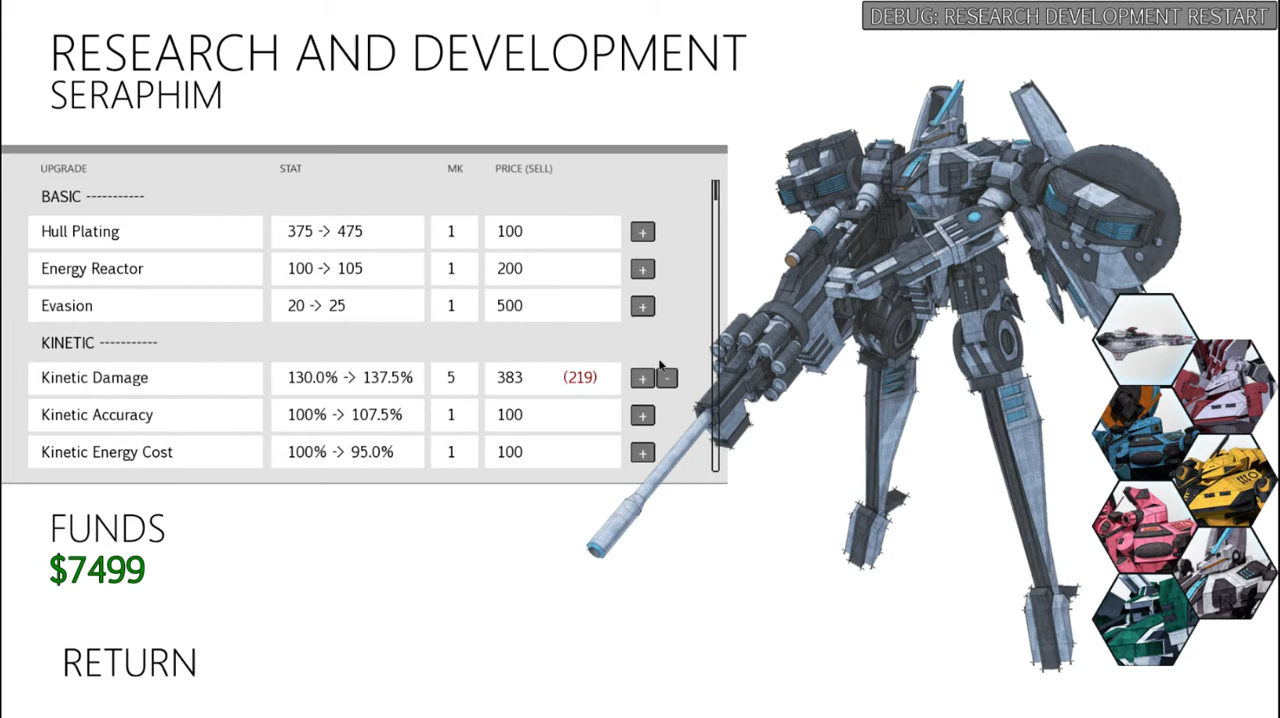 DEBUG: RESEARCH DEVELOPMENT RESTART
RESEARCH AND DEVELOPMENT
SERAPHIM
UPGRADE STAT MK PRICE (SELL)
BASIC -----------
Hull Plating 375 -> 475 1 100 +
Energy Reactor 100 -> 105 1 200 +
Evasion 20 -> 25 1 500 +
KINETIC -----------
Kinetic Damage 130.0% -> 137.5% 5 383 (219) + -
Kinetic Accuracy 100% -> 107.5% 1 100 +
Kinetic Energy Cost 100% -> 95.0% 1 100 +
FUNDS
$7499
RETURN